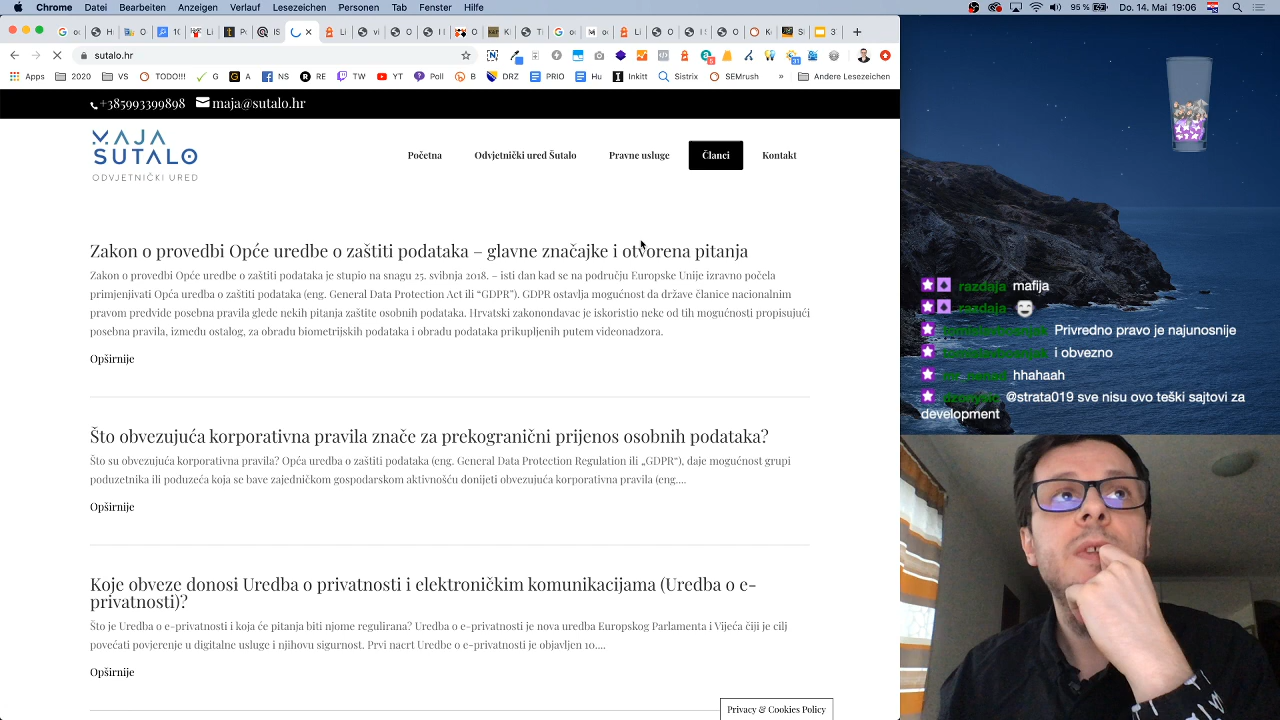 Chrome Datei Bearbeiten Anzeigen Verlauf Lesezeichen Personen Tab Fenster Hilfe
95 % Do. 14. Mai 19:06
sutalo.hr
Apps 2020 VS TODO!!! G A NS RE TW YT Poll B DRZ PRIO Hu Inkitt Sistrix SEMrush » Andere Lesezeichen
+385993399898 maja@sutalo.hr
MAJA
SUTALO
ODVJETNIČKI URED
Početna Odvjetnički ured Šutalo Pravne usluge Članci Kontakt
Zakon o provedbi Opće uredbe o zaštiti podataka – glavne značajke i otvorena pitanja
Zakon o provedbi Opće uredbe o zaštiti podataka je stupio na snagu 25. svibnja 2018. – isti dan kad se na području Europske Unije izravno počela
primjenjivati Opća uredba o zaštiti podataka (eng. General Data Protection Act ili “GDPR”). GDPR ostavlja mogućnost da države članice nacionalnim
pravom predvide posebna pravila glede nekih pitanja zaštite osobnih podataka. Hrvatski zakonondavac je iskoristio neke od tih mogućnosti propisujući
posebna pravila, između ostalog, za obradu biometrijskih podataka i obradu podataka prikupljenih putem videonadzora.
Opširnije
Što obvezujuća korporativna pravila znače za prekogranični prijenos osobnih podataka?
Što su obvezujuća korporativna pravila? Opća uredba o zaštiti podataka (eng. General Data Protection Regulation ili „GDPR“), daje mogućnost grupi
poduzetnika ili poduzeća koja se bave zajedničkom gospodarskom aktivnošću donijeti obvezujuća korporativna pravila (eng....
Opširnije
Koje obveze donosi Uredba o privatnosti i elektroničkim komunikacijama (Uredba o e-
privatnosti)?
Što je Uredba o e-privatnosti i koja će pitanja biti njome regulirana? Uredba o e-privatnosti je nova uredba Europskog Parlamenta i Vijeća čiji je cilj
povećati povjerenje u digitalne usluge i njihovu sigurnost. Prvi nacrt Uredbe o e-privatnosti je objavljen 10....
Opširnije
Privacy & Cookies Policy
razdaja mafija
razdaja
Privredno pravo je najunosnije
i obvezno
hhahaah
@strata019 sve nisu ovo teški sajtovi za
development